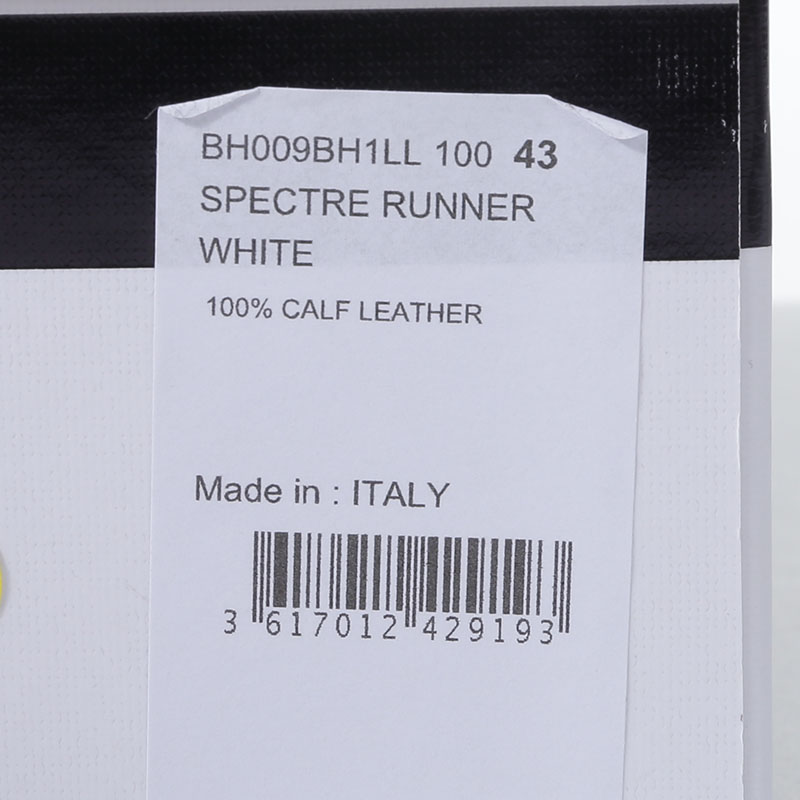 BH009BH1LL 100 43
SPECTRE RUNNER
WHITE
100% CALF LEATHER
Made in : ITALY
3 617012 429193